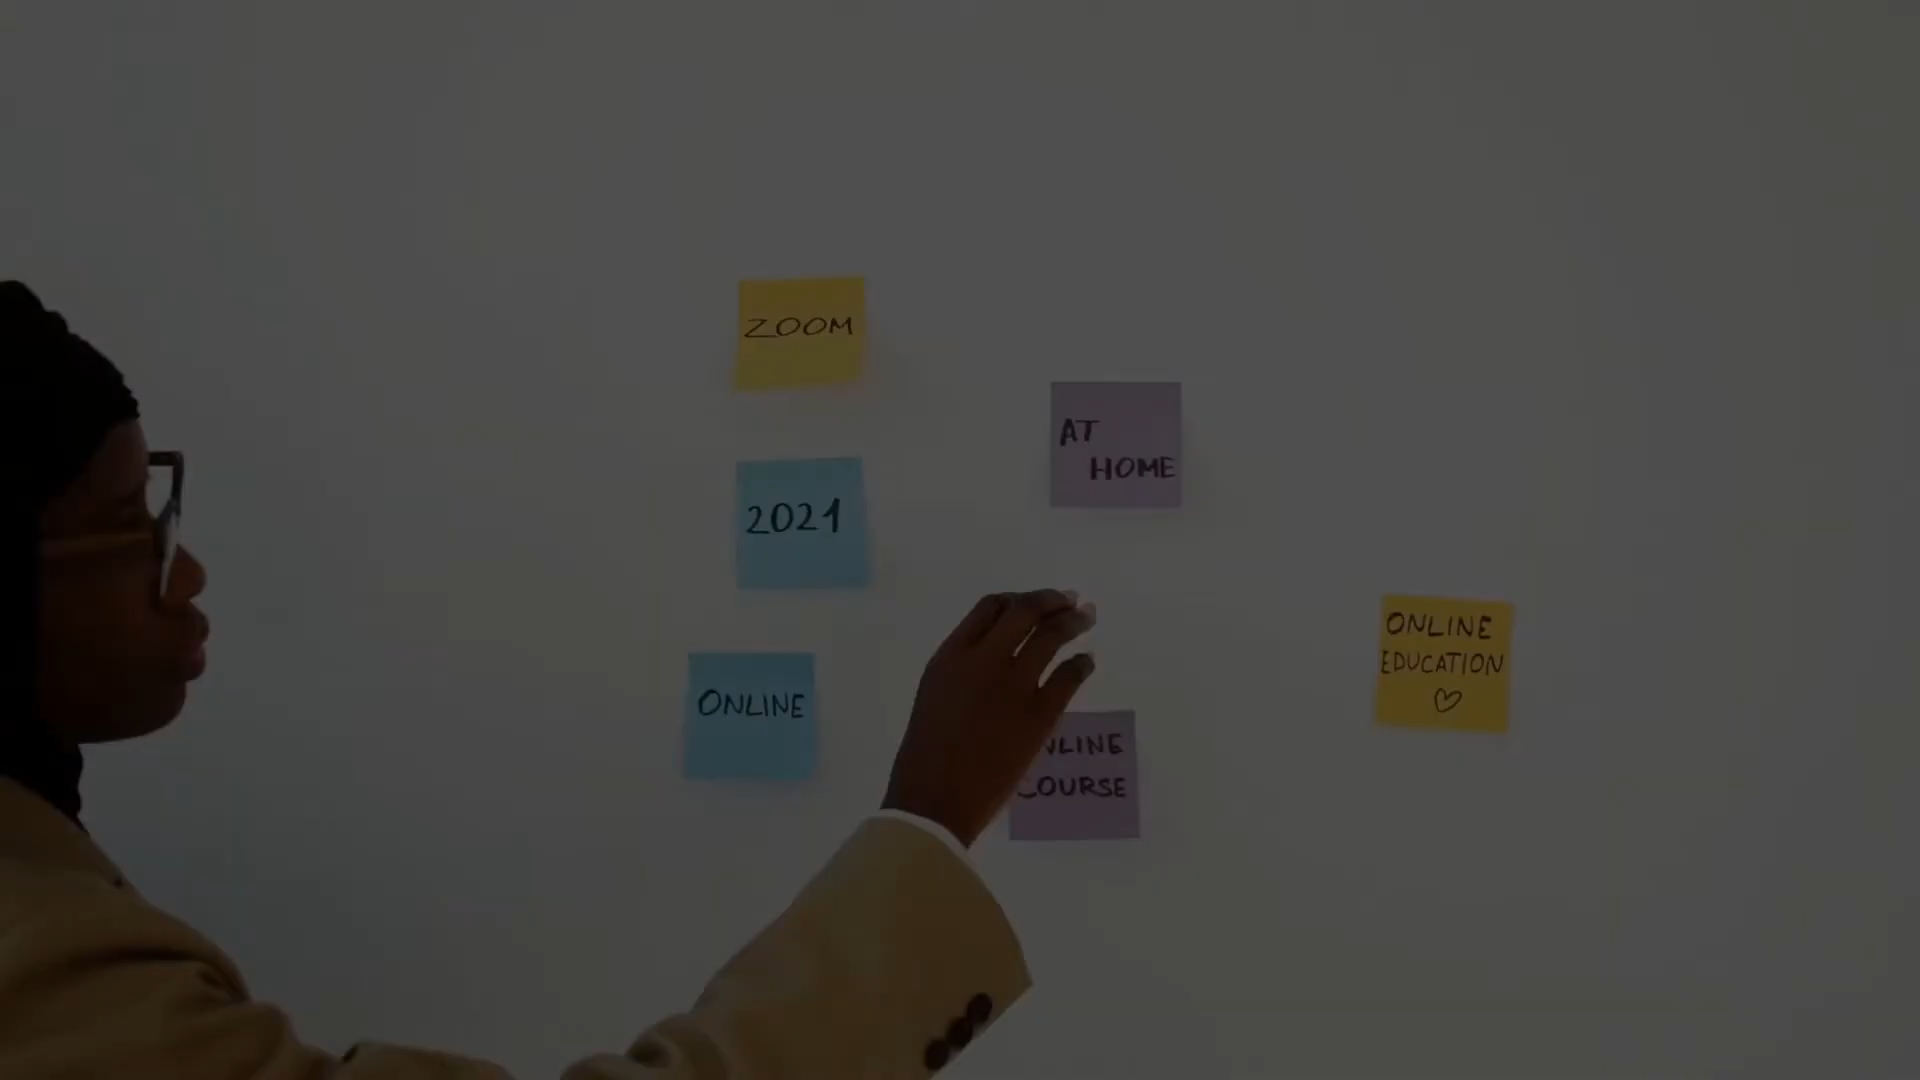 ZOOM
AT
HOME
2021
ONLINE
EDUCATION
ONLINE
COURSE